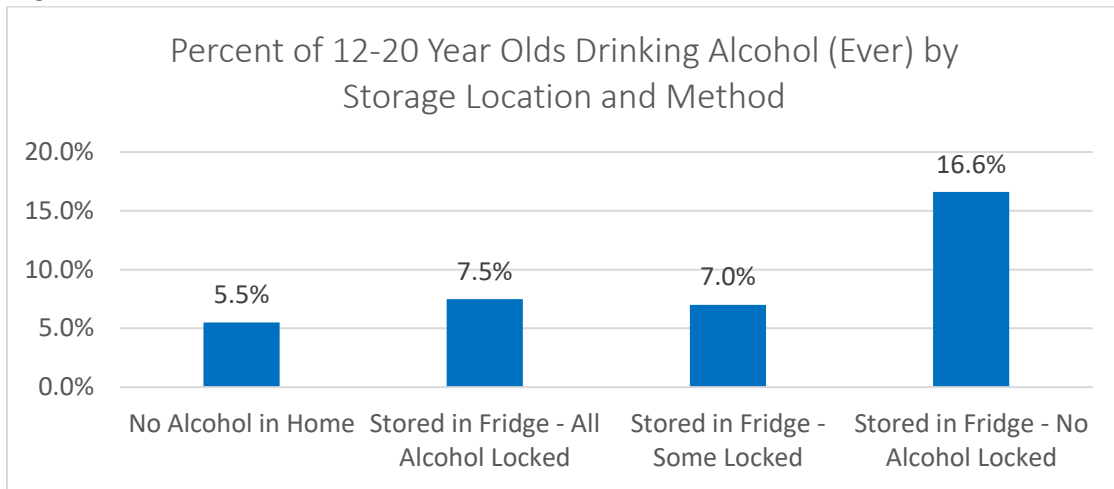 Percent of 12-20 Year Olds Drinking Alcohol (Ever) by
Storage Location and Method
20.0%
15.0%
10.0%
5.0%
0.0%
5.5%
7.5%
7.0%
16.6%
No Alcohol in Home
Stored in Fridge - All
Alcohol Locked
Stored in Fridge -
Some Locked
Stored in Fridge - No
Alcohol Locked